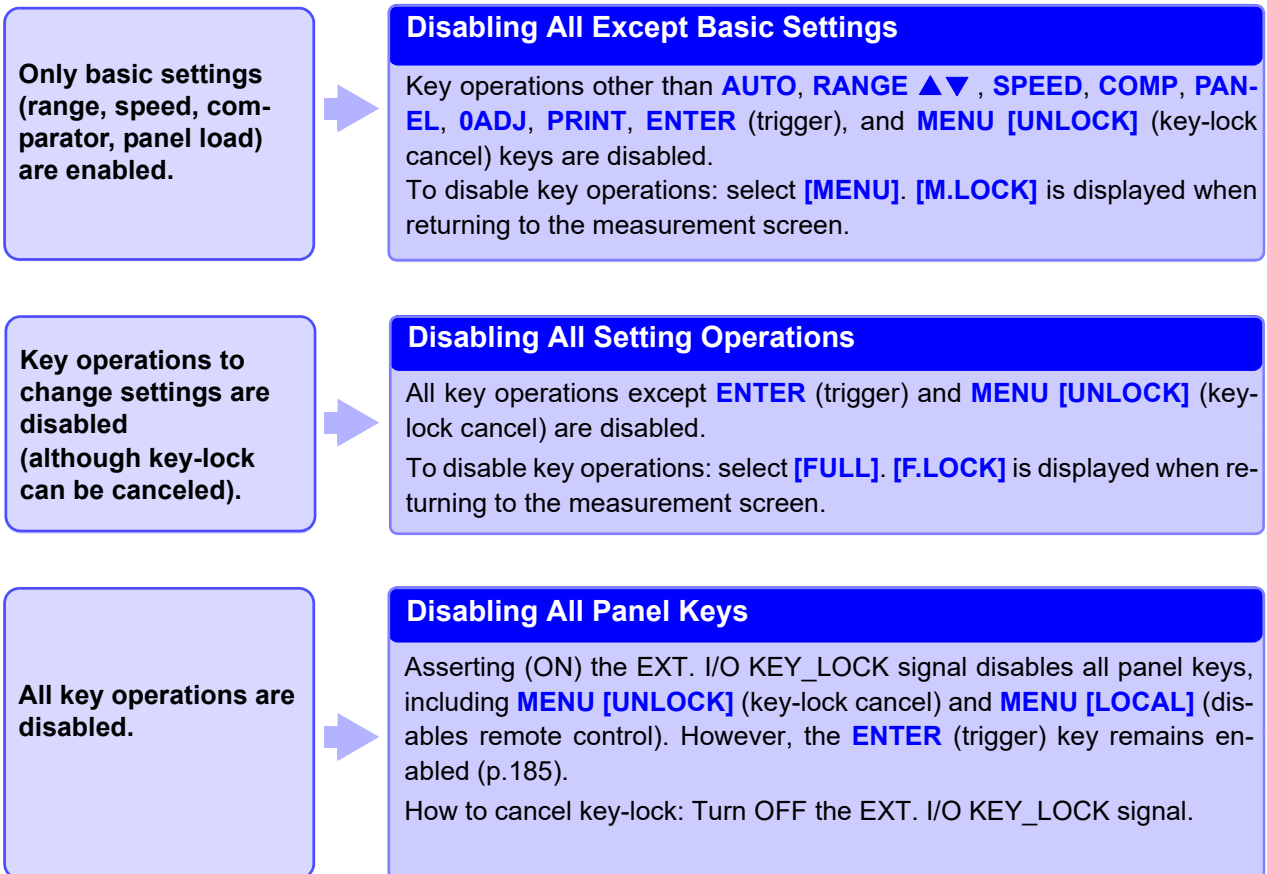 Only basic settings
(range, speed, com-
parator, panel load)
are enabled.
Disabling All Except Basic Settings
Key operations other than AUTO, RANGE ▲▼ , SPEED, COMP, PAN-
EL, 0ADJ, PRINT, ENTER (trigger), and MENU [UNLOCK] (key-lock
cancel) keys are disabled.
To disable key operations: select [MENU]. [M.LOCK] is displayed when
returning to the measurement screen.
Key operations to
change settings are
disabled
(although key-lock
can be canceled).
Disabling All Setting Operations
All key operations except ENTER (trigger) and MENU [UNLOCK] (key-
lock cancel) are disabled.
To disable key operations: select [FULL]. [F.LOCK] is displayed when re-
turning to the measurement screen.
All key operations are
disabled.
Disabling All Panel Keys
Asserting (ON) the EXT. I/O KEY_LOCK signal disables all panel keys,
including MENU [UNLOCK] (key-lock cancel) and MENU [LOCAL] (dis-
ables remote control). However, the ENTER (trigger) key remains en-
abled (p.185).
How to cancel key-lock: Turn OFF the EXT. I/O KEY_LOCK signal.